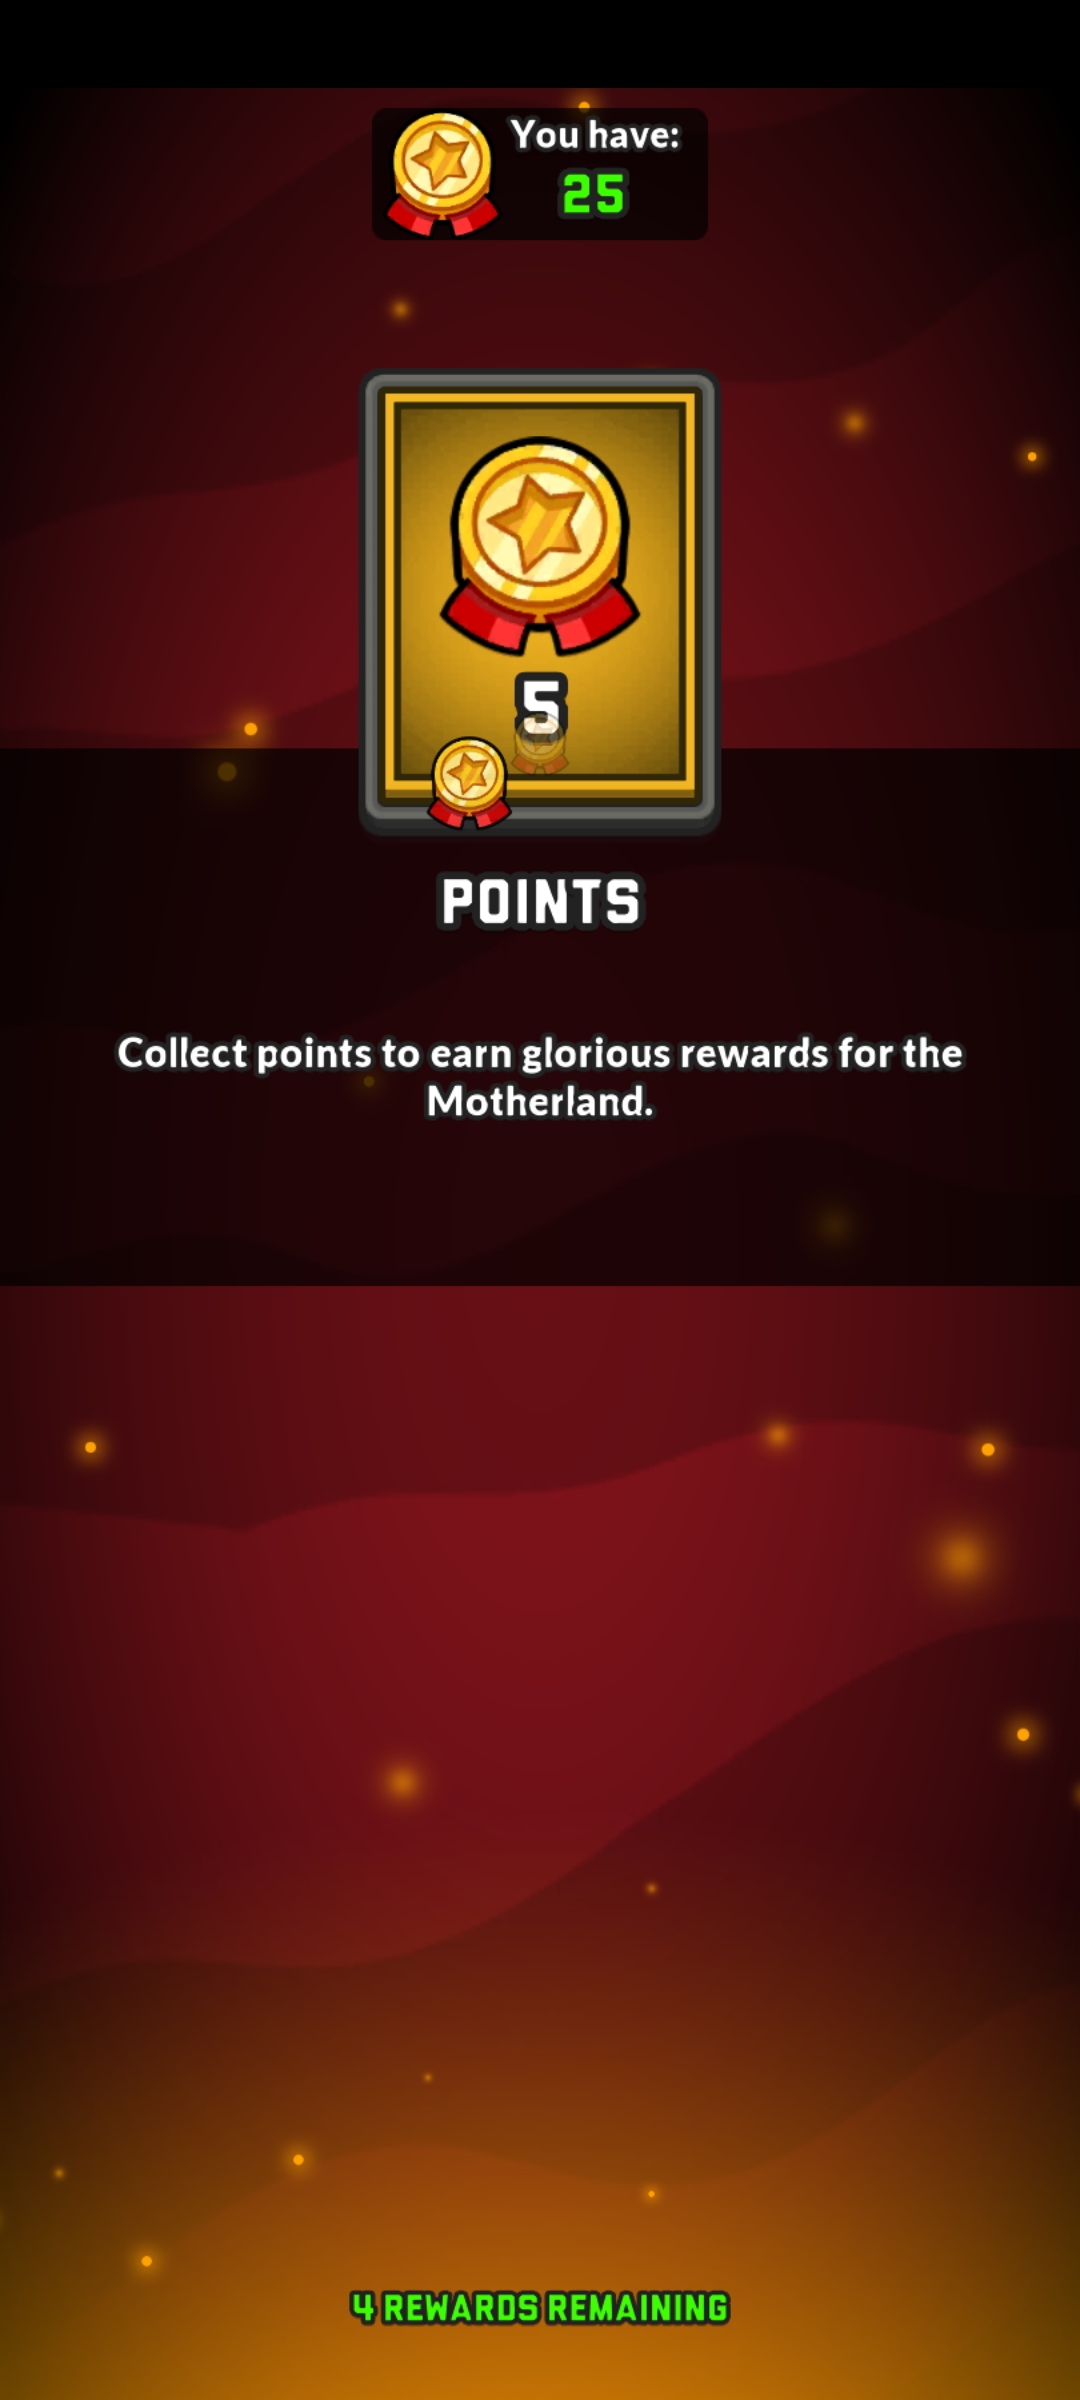 You have:
25
5
POINTS
Collect points to earn glorious rewards for the
Motherland.
4 REWARDS REMAINING